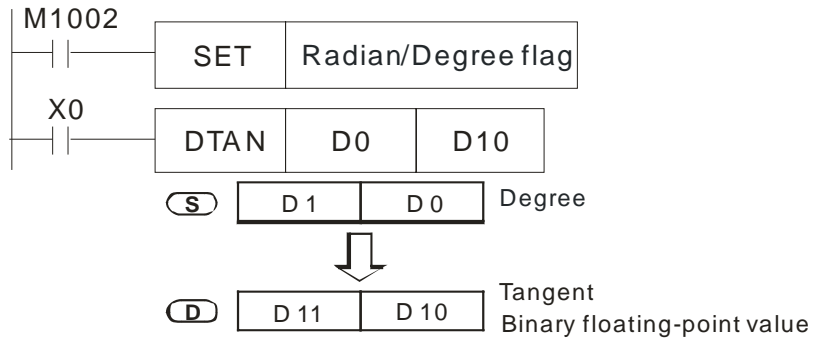 M1002
SET Radian/Degree flag
X0
DTAN D0 D10
S D 1 D 0 Degree
D D 11 D 10 Tangent
Binary floating-point value